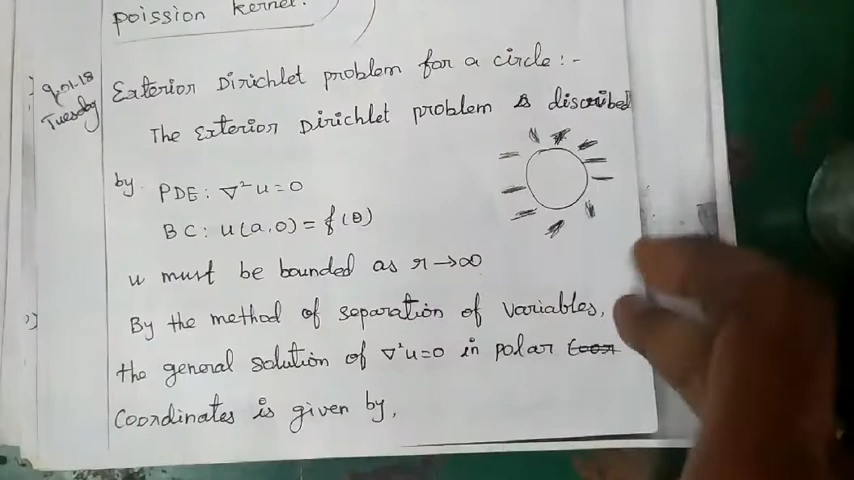 poission kernel.
9.01.18
Tuesday
Exterior Dirichlet problem for a circle :-
The Exterior Dirichlet problem is discribed
by PDE : ∇²u = 0
BC : u(a,θ) = f(θ)
u must be bounded as r→∞
By the method of separation of variables,
the general solution of ∇²u=0 in polar
Coordinates is given by,